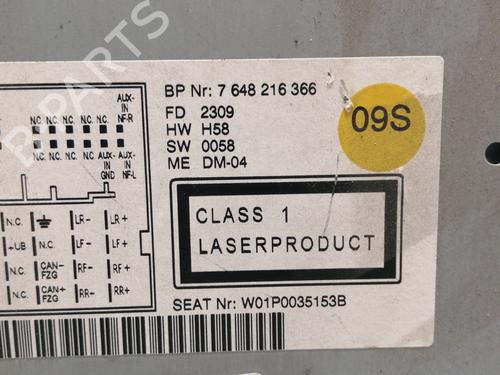 BP Nr: 7 648 216 366
FD 2309
HW H58
SW 0058
ME DM-04
09S
AUX-
IN
NF-R
N.C. N.C. N.C.
N.C. N.C. AUX- AUX-
IN IN
GND NF-L
CLASS 1
LASERPRODUCT
N.C. LR- LR+
+UB N.C. LF- LF+
N.C. CAN- FZG RF- RF+
N.C. CAN+ FZG RR- RR+
SEAT Nr: W01P0035153B
B-PARTS